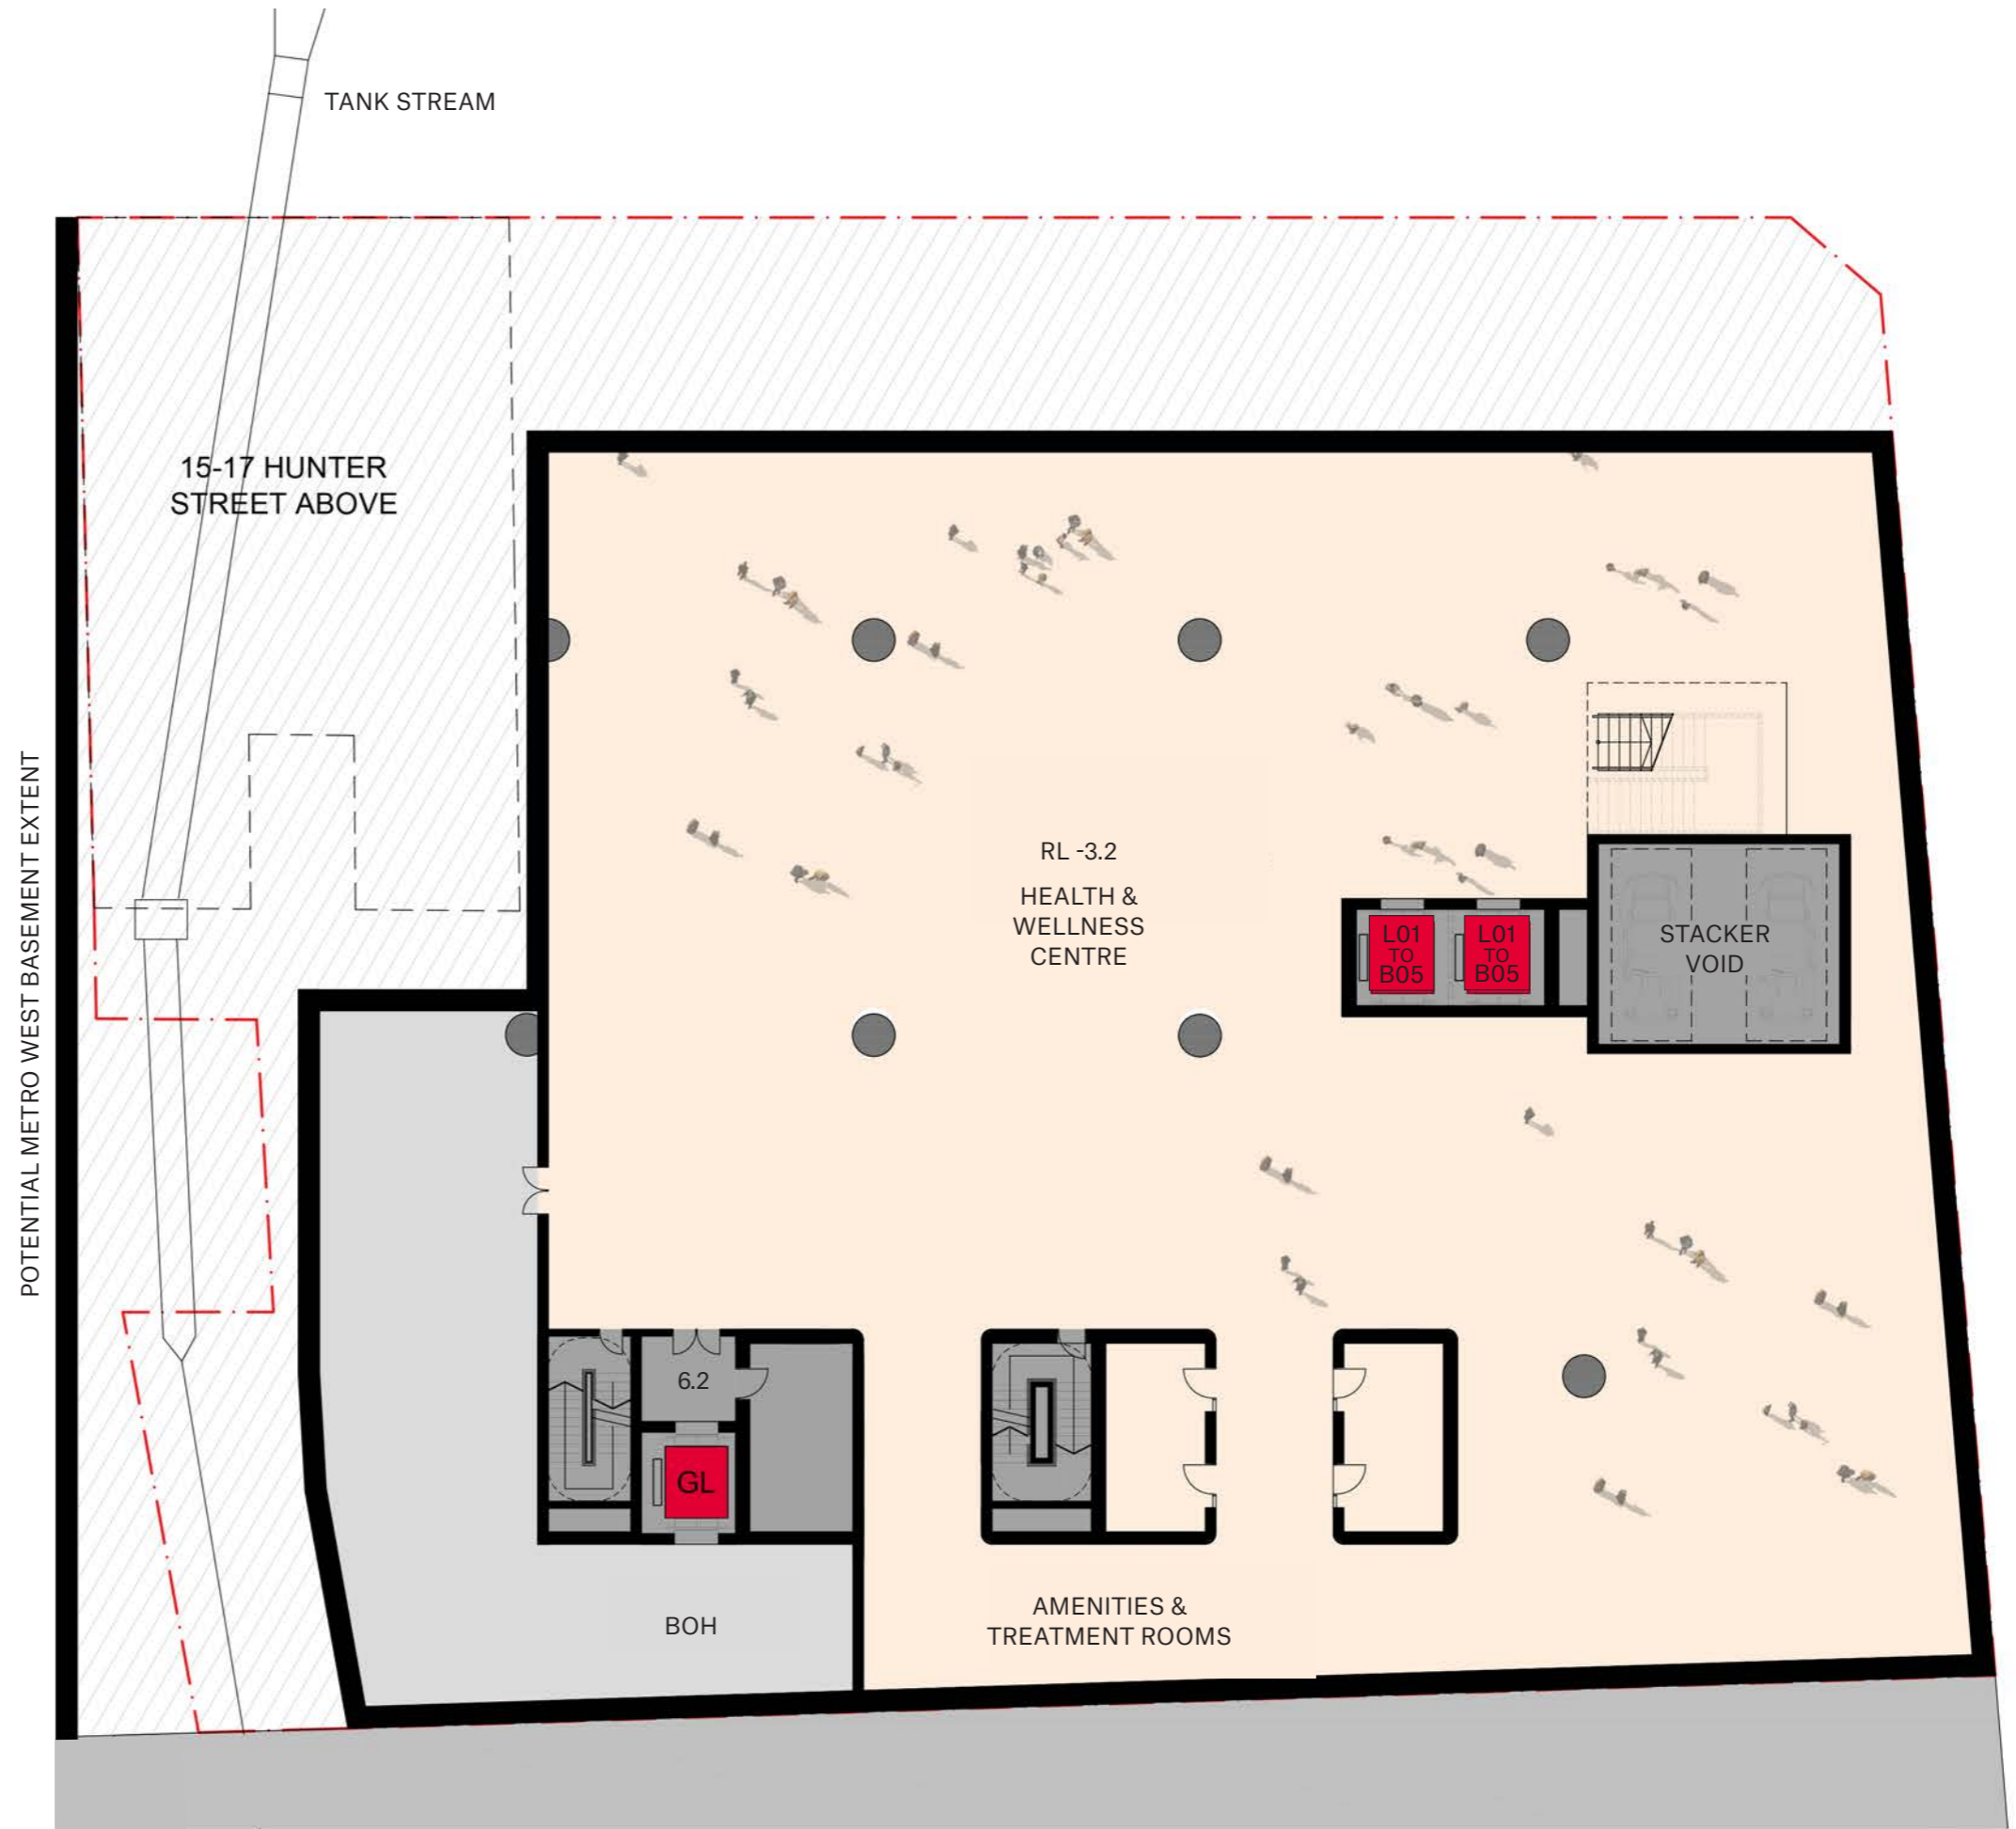 TANK STREAM
15-17 HUNTER
STREET ABOVE
POTENTIAL METRO WEST BASEMENT EXTENT
RL -3.2
HEALTH &
WELLNESS
CENTRE
L01
TO
B05
L01
TO
B05
STACKER
VOID
6.2
GL
BOH
AMENITIES &
TREATMENT ROOMS